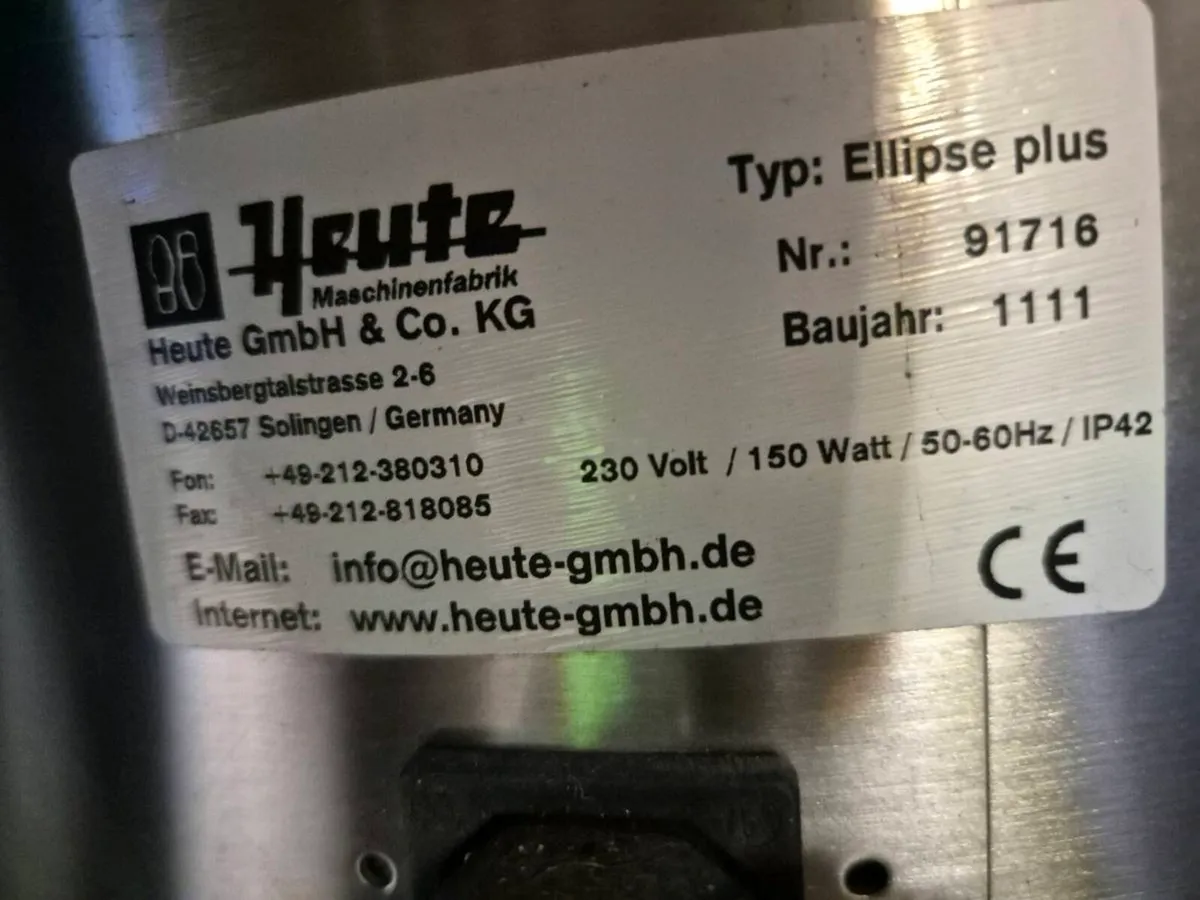 Heute
Maschinenfabrik
Heute GmbH & Co. KG
Weinsbergtalstrasse 2-6
D-42657 Solingen / Germany
Fon: +49-212-380310
Fax: +49-212-818085
E-Mail: info@heute-gmbh.de
Internet: www.heute-gmbh.de
Typ: Ellipse plus
Nr.: 91716
Baujahr: 1111
230 Volt / 150 Watt / 50-60Hz / IP42
CE